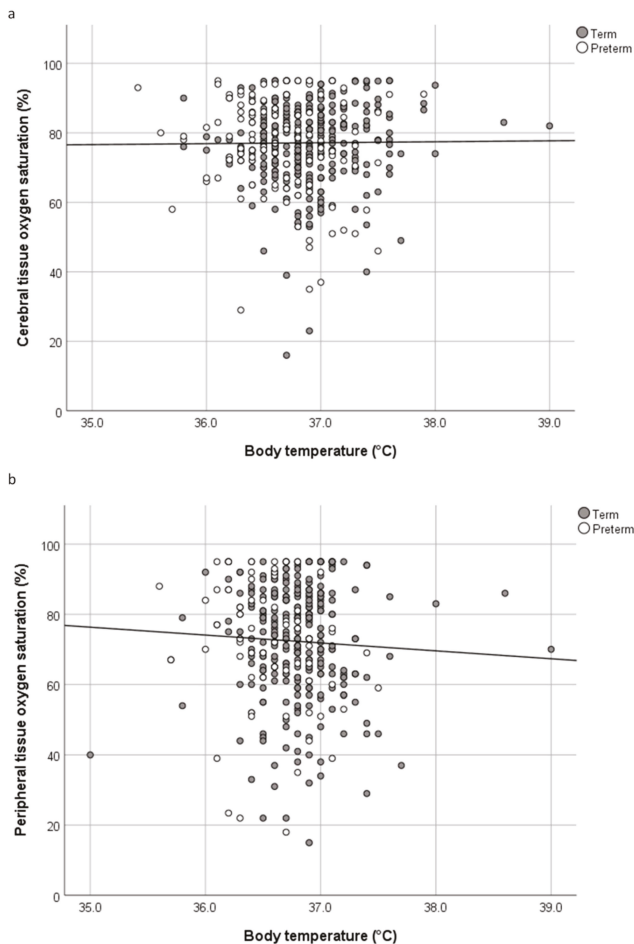 a
Term
Preterm
100
80
60
40
20
0
Cerebral tissue oxygen saturation (%)
35.0 36.0 37.0 38.0 39.0
Body temperature (°C)
b
Term
Preterm
100
80
60
40
20
0
Peripheral tissue oxygen saturation (%)
35.0 36.0 37.0 38.0 39.0
Body temperature (°C)